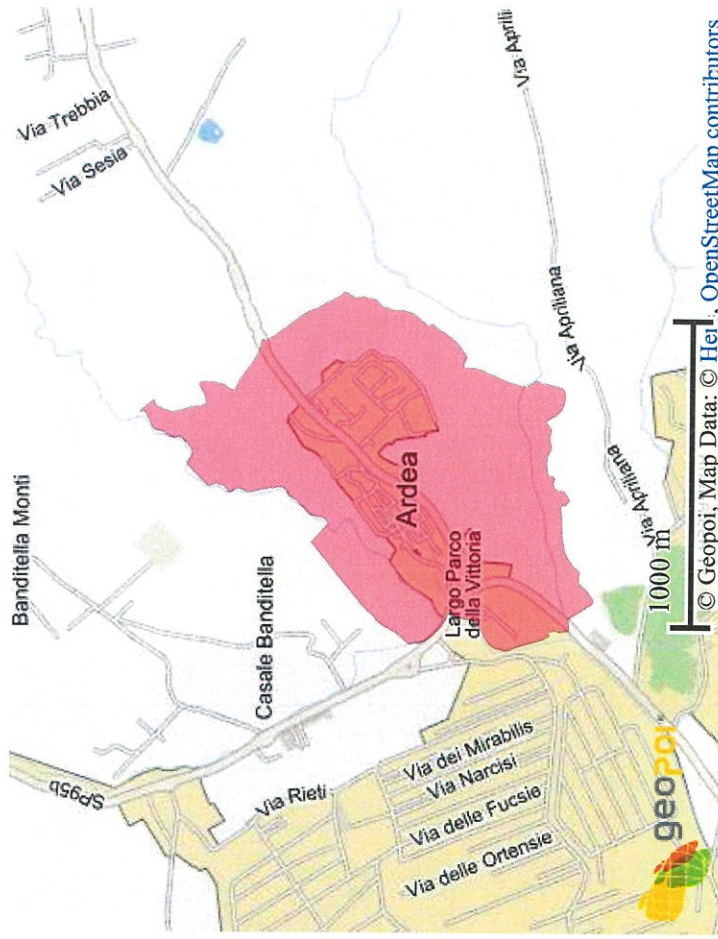 Via Trebbia
Banditella Monti
Via Sesia
SP95b
Casale Banditella
Via Rieti
Ardea
Largo Parco
della Vittoria
Via Aprili
Via dei Mirabilis
Via Narcisi
Via delle Fucsie
Via delle Ortensie
Via Apriliana
Via Apriliana
1000 m
geopoi
© Geopoi, Map Data: © OpenStreetMap contributors